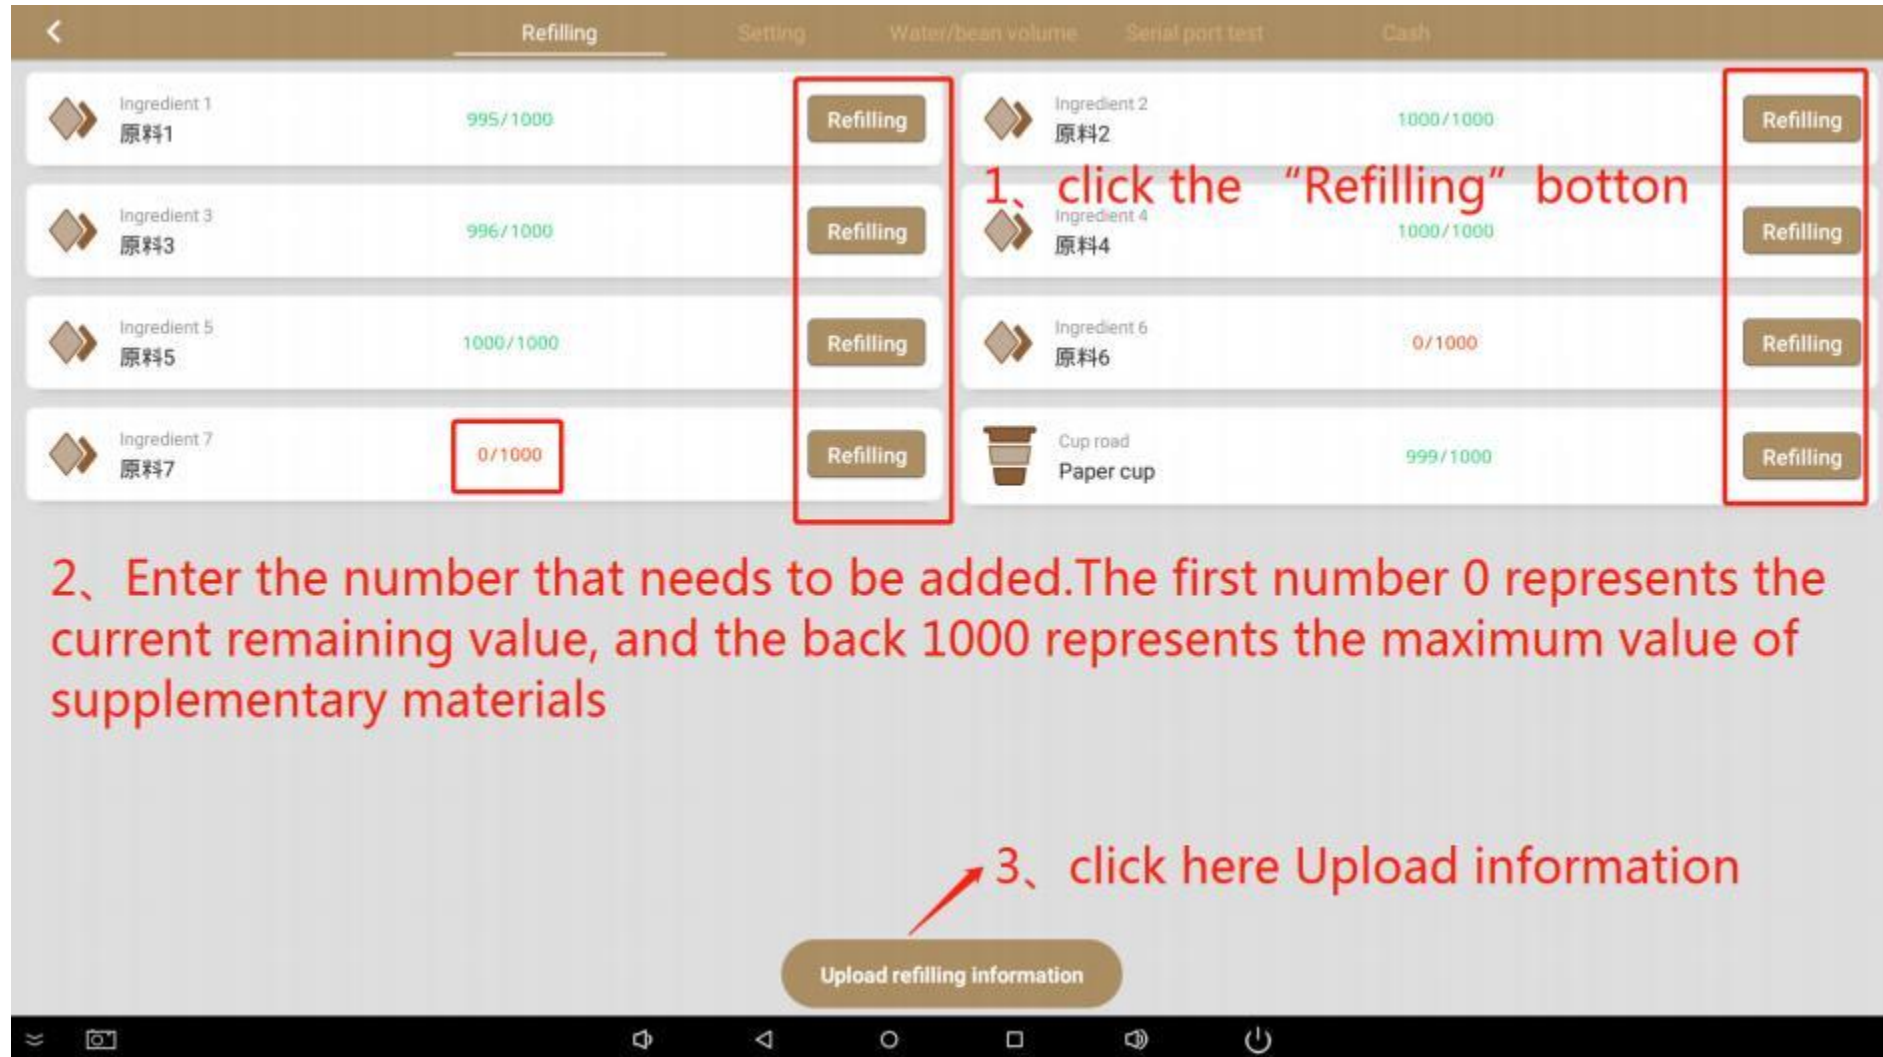 Refilling Setting Water/bean volume Serial port test Cash
Ingredient 1
原料1
995/1000
Refilling
Ingredient 2
原料2
1000/1000
Refilling
1、click the “Refilling” botton
Ingredient 3
原料3
996/1000
Refilling
Ingredient 4
原料4
1000/1000
Refilling
Ingredient 5
原料5
1000/1000
Refilling
Ingredient 6
原料6
0/1000
Refilling
Ingredient 7
原料7
0/1000
Refilling
Cup road
Paper cup
999/1000
Refilling
2、Enter the number that needs to be added.The first number 0 represents the
current remaining value, and the back 1000 represents the maximum value of
supplementary materials
3、click here Upload information
Upload refilling information